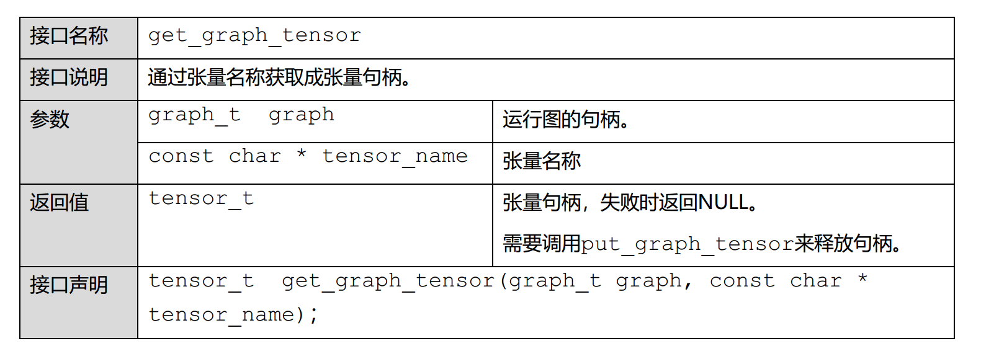 接口名称 get_graph_tensor
接口说明 通过张量名称获取成张量句柄。
参数 graph_t  graph 运行图的句柄。
const char * tensor_name 张量名称
返回值 tensor_t 张量句柄，失败时返回NULL。
需要调用put_graph_tensor来释放句柄。
接口声明 tensor_t  get_graph_tensor(graph_t graph, const char *
tensor_name);